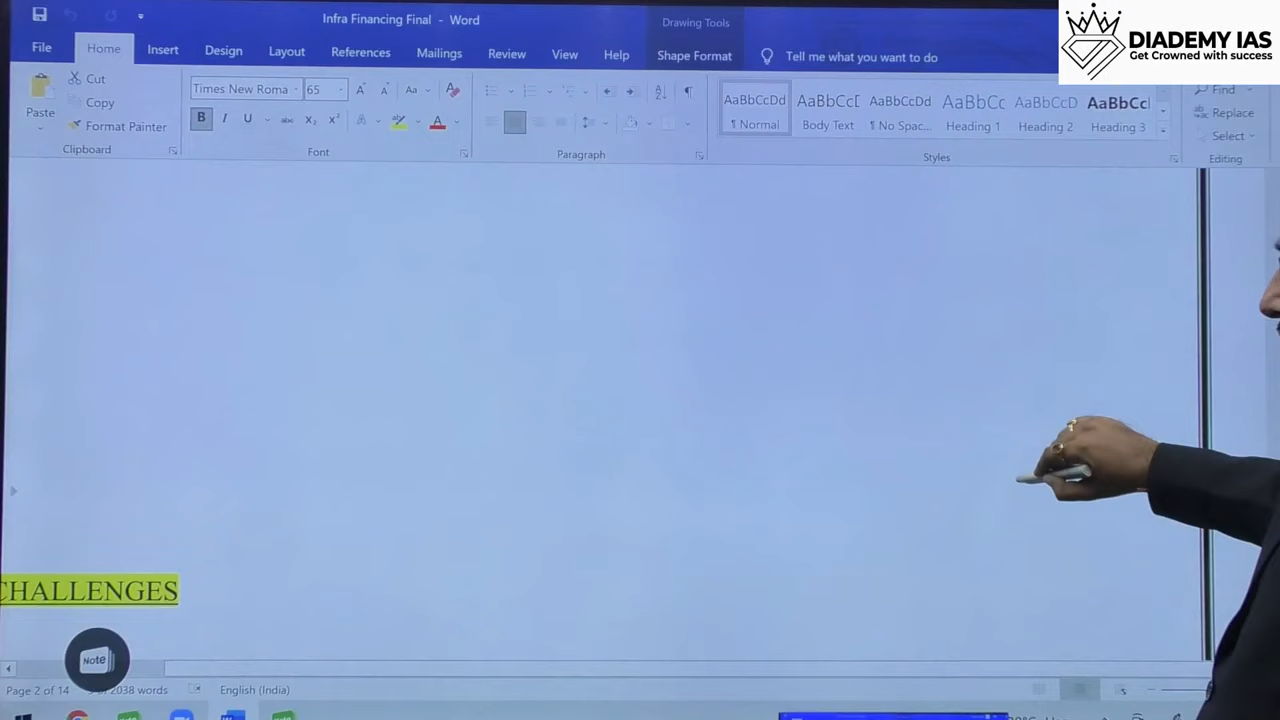 Infra Financing Final - Word
Drawing Tools
DIADEMY IAS
Get Crowned with success
File Home Insert Design Layout References Mailings Review View Help Shape Format Tell me what you want to do
Paste
Cut
Copy
Format Painter
Clipboard
Times New Roma 65
Font
Paragraph
AaBbCcDd AaBbCcD AaBbCcDd AaBbCc AaBbCcD AaBbCcI
¶ Normal Body Text ¶ No Spac... Heading 1 Heading 2 Heading 3
Styles
Find
Replace
Select
Editing
CHALLENGES
Note
Page 2 of 14 2038 words English (India)